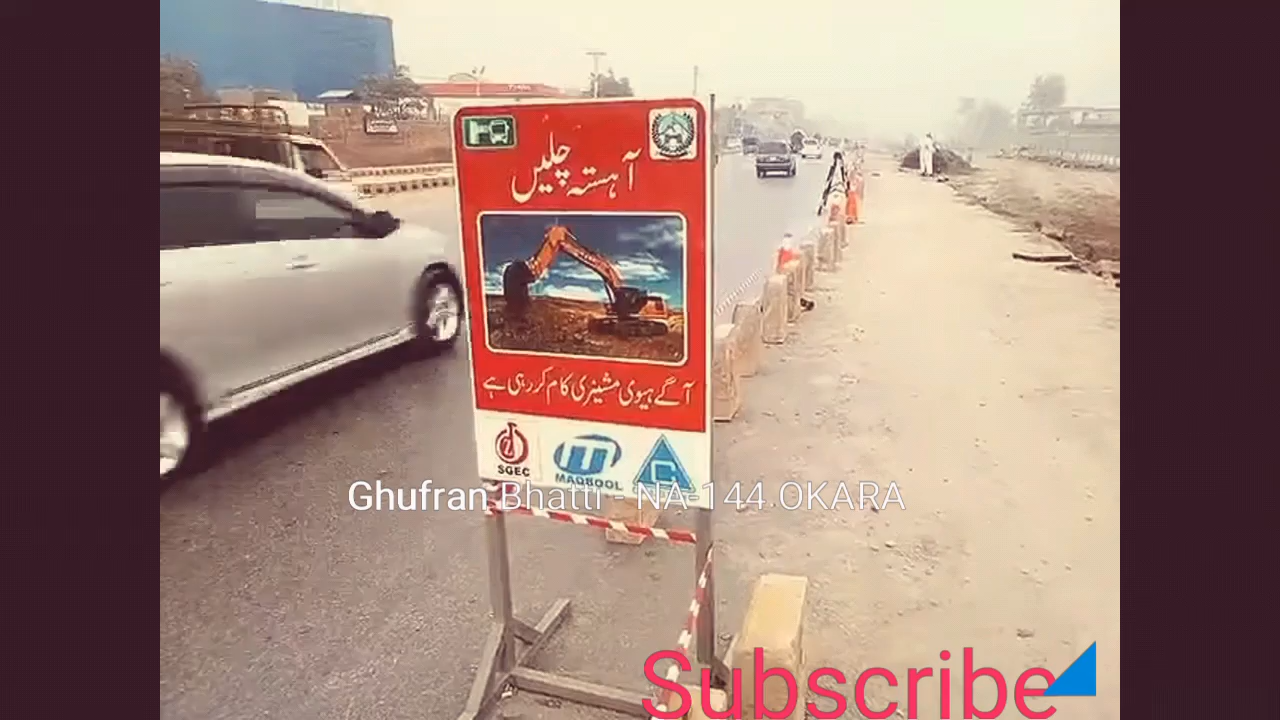 آہستہ چلیں
آگے ہیوی مشینری کام کر رہی ہے
SGEC
MAQBOOL
Ghufran Bhatti - NA-144 OKARA
Subscribe